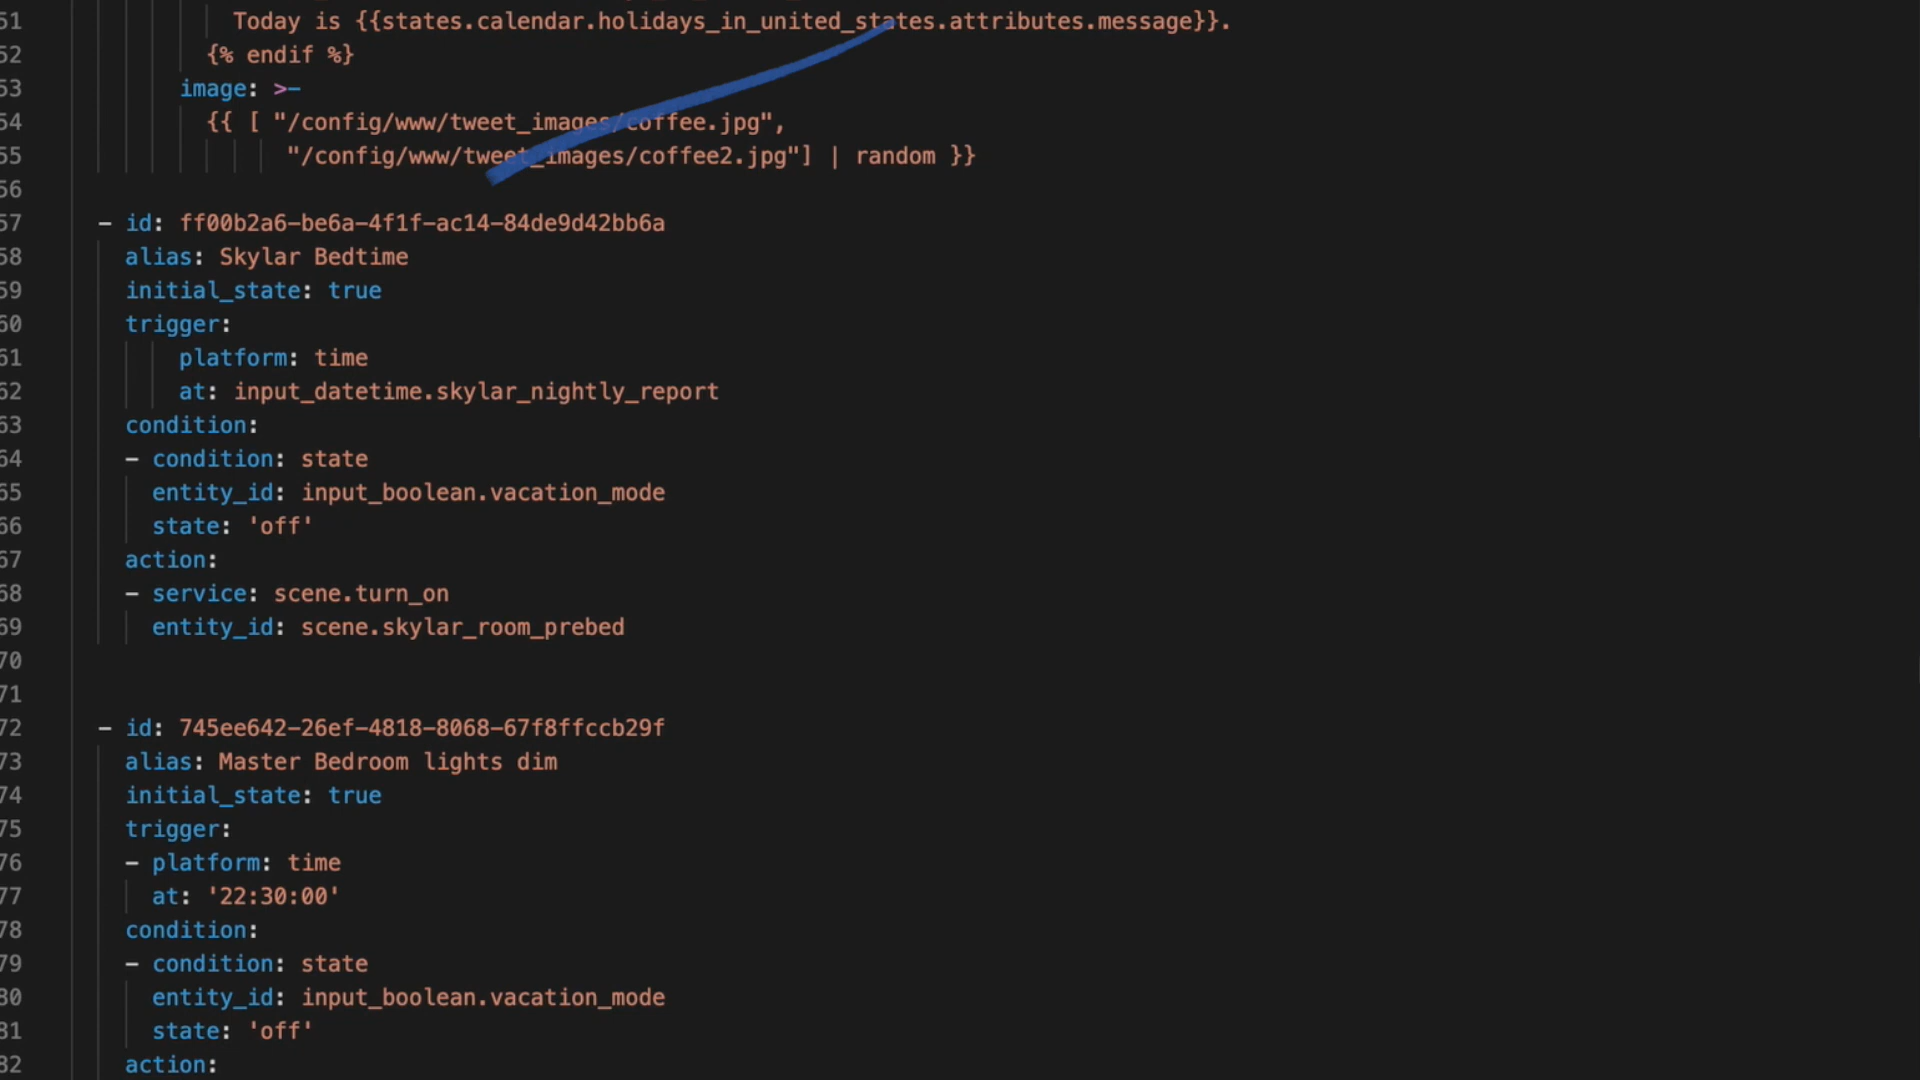 51 Today is {{states.calendar.holidays_in_united_states.attributes.message}}.
52 {% endif %}
53 image: >-
54 {{ [ "/config/www/tweet_images/coffee.jpg",
55 "/config/www/tweet_images/coffee2.jpg"] | random }}
56
57 - id: ff00b2a6-be6a-4f1f-ac14-84de9d42bb6a
58 alias: Skylar Bedtime
59 initial_state: true
60 trigger:
61 platform: time
62 at: input_datetime.skylar_nightly_report
63 condition:
64 - condition: state
65 entity_id: input_boolean.vacation_mode
66 state: 'off'
67 action:
68 - service: scene.turn_on
69 entity_id: scene.skylar_room_prebed
70
71
72 - id: 745ee642-26ef-4818-8068-67f8ffccb29f
73 alias: Master Bedroom lights dim
74 initial_state: true
75 trigger:
76 - platform: time
77 at: '22:30:00'
78 condition:
79 - condition: state
80 entity_id: input_boolean.vacation_mode
81 state: 'off'
82 action: